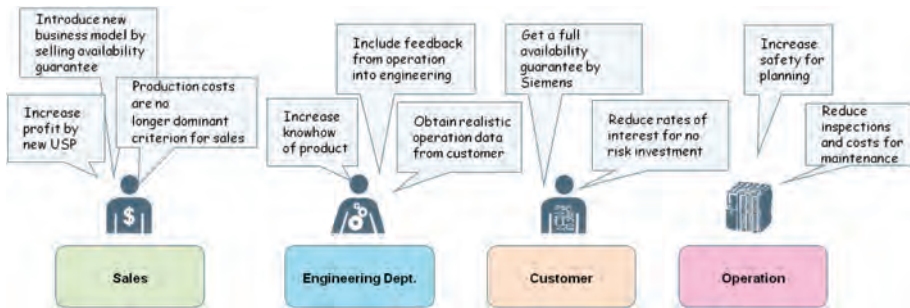 Introduce new
business model by
selling availability
guarantee
Increase
profit by
new USP
Production costs
are no
longer dominant
criterion for sales
$
Sales
Include feedback
from operation
into engineering
Increase
knowhow
of product
Obtain realistic
operation data
from customer
Engineering Dept.
Get a full
availability
guarantee by
Siemens
Reduce rates of
interest for no
risk investment
Customer
Increase
safety for
planning
Reduce
inspections
and costs for
maintenance
Operation